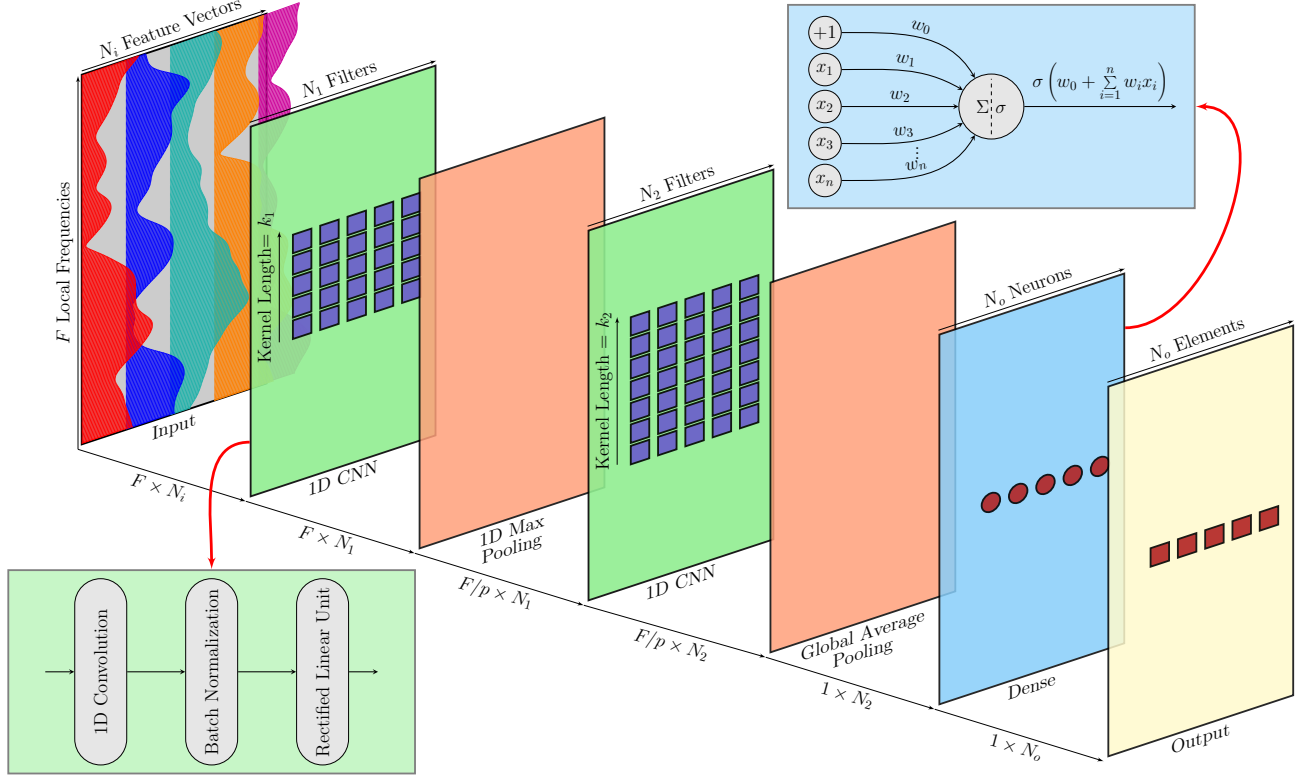 N_i Feature Vectors
F Local Frequencies
Input
F × N_i
N_1 Filters
Kernel Length= k_1
1D CNN
F × N_1
1D Max
Pooling
F/p × N_1
N_2 Filters
Kernel Length= k_2
1D CNN
F/p × N_2
Global Average
Pooling
1 × N_2
N_o Neurons
Dense
1 × N_o
N_o Elements
Output
+1
x_1
x_2
x_3
x_n
w_0
w_1
w_2
w_3
⋮
w_n
Σ σ
σ (w_0 + ∑_{i=1}^{n} w_i x_i)
1D Convolution
Batch Normalization
Rectified Linear Unit